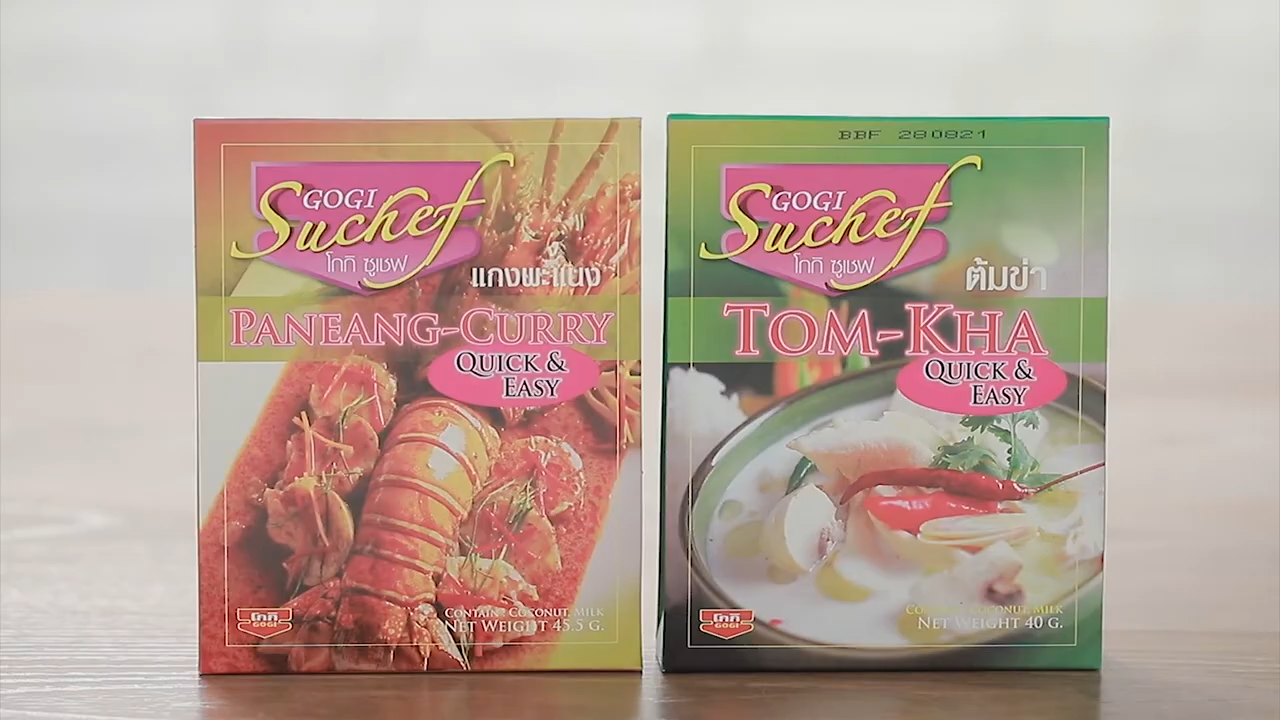 GOGI
Suchef
โกกิ ซูเชฟ
แกงพะแนง
PANEANG-CURRY
QUICK &
EASY
CONTAIN COCONUT MILK
NET WEIGHT 45.5 G.
โกกิ
GOGI
BBF 280821
GOGI
Suchef
โกกิ ซูเชฟ
ต้มข่า
TOM-KHA
QUICK &
EASY
COCONUT MILK
NET WEIGHT 40 G.
โกกิ
GOGI